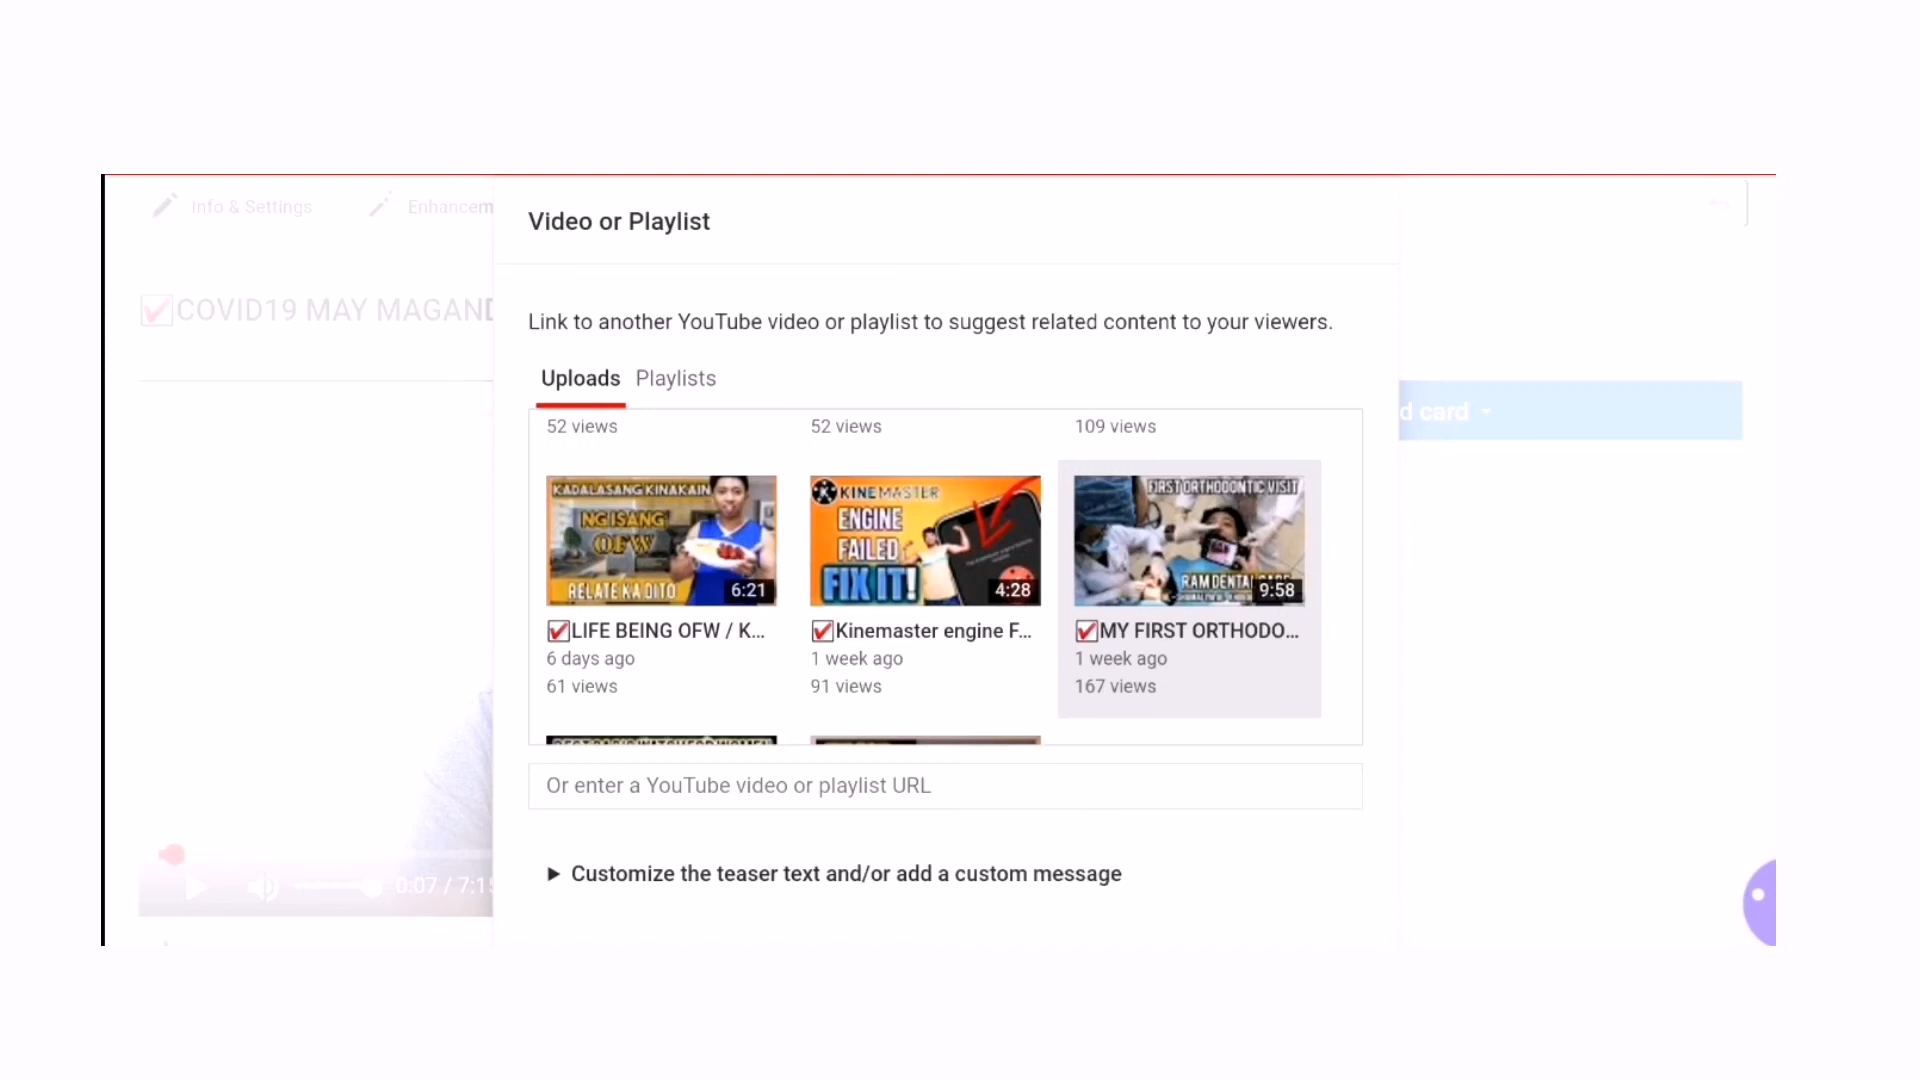 Info & Settings
Enhancem
Video or Playlist
☑COVID19 MAY MAGAND
Link to another YouTube video or playlist to suggest related content to your viewers.
Uploads
Playlists
d card
52 views
52 views
109 views
KADALASANG KINAKAIN
NG ISANG
OFW
RELATE KA DITO
6:21
KINEMASTER
ENGINE
FAILED
FIX IT!
4:28
FIRST ORTHODONTIC VISIT
RAM DENTAL
9:58
☑LIFE BEING OFW / K...
☑Kinemaster engine F...
☑MY FIRST ORTHODO...
6 days ago
1 week ago
1 week ago
61 views
91 views
167 views
Or enter a YouTube video or playlist URL
Customize the teaser text and/or add a custom message
0:07 / 7:15